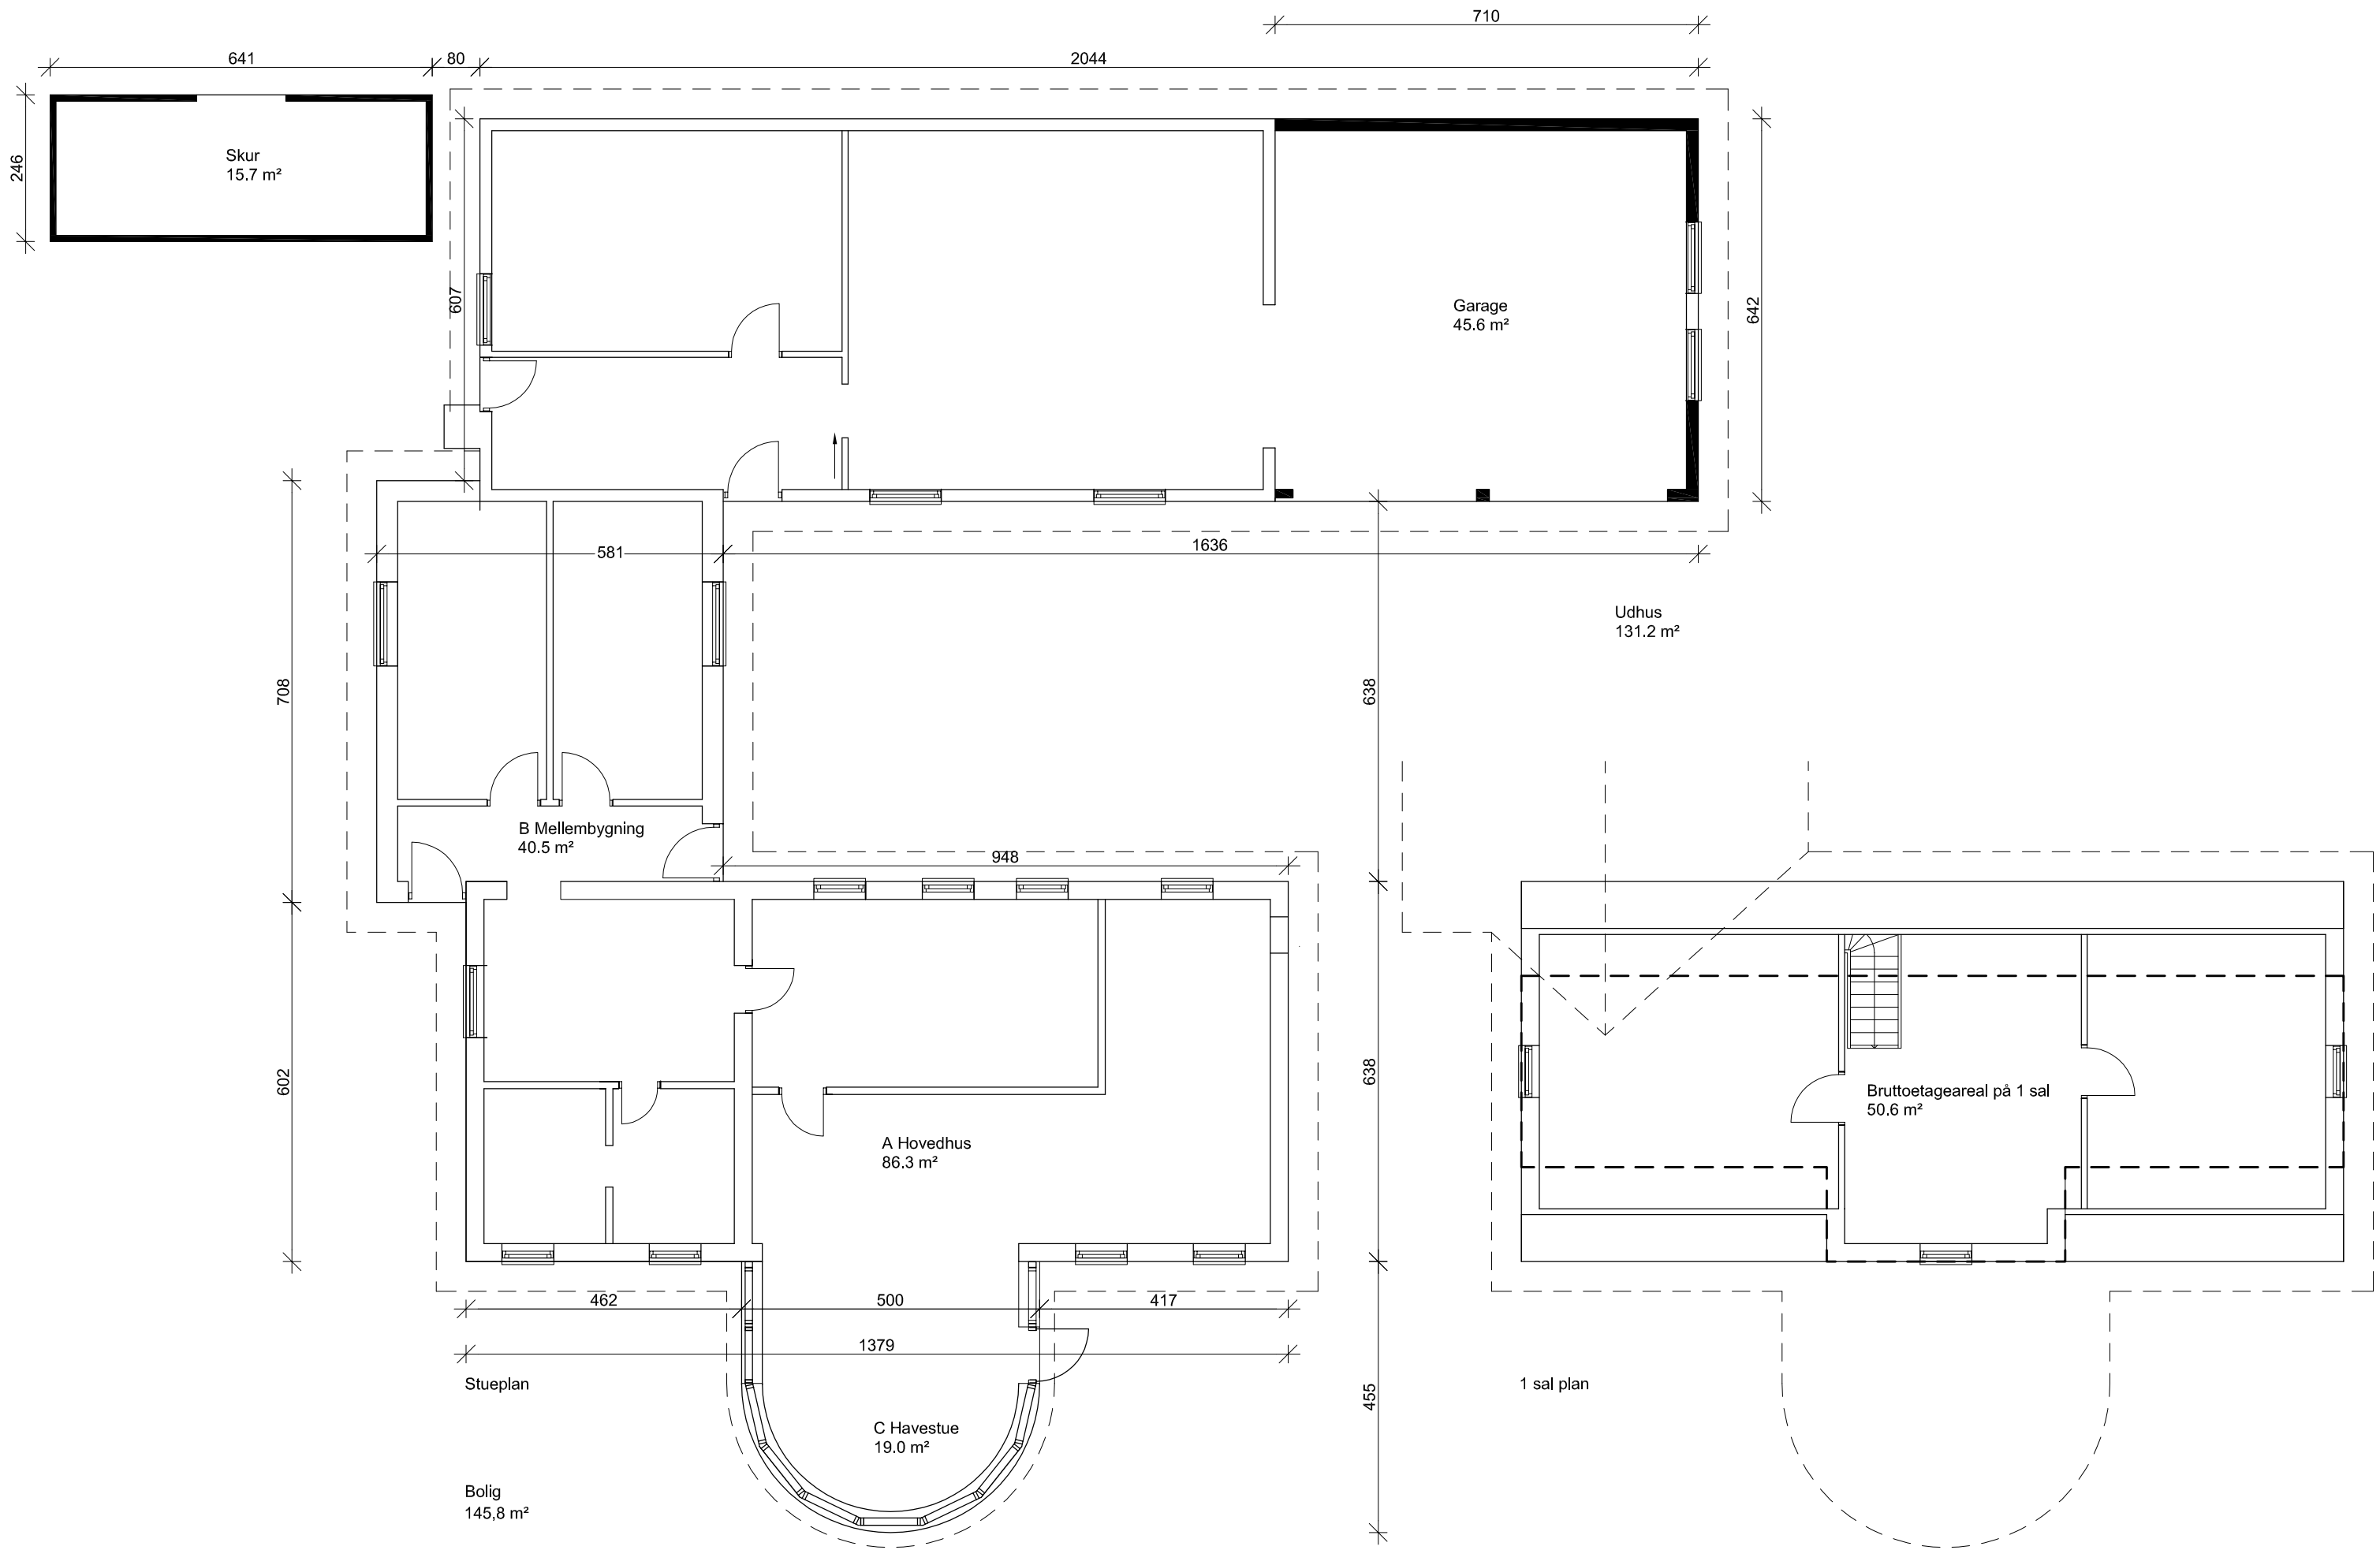 710
641
80
2044
246
Skur
15.7 m²
607
Garage
45.6 m²
642
581
1636
Udhus
131.2 m²
708
638
B Mellembygning
40.5 m²
948
602
638
Bruttoetageareal på 1 sal
50.6 m²
A Hovedhus
86.3 m²
462
500
417
1379
Stueplan
1 sal plan
455
C Havestue
19.0 m²
Bolig
145,8 m²